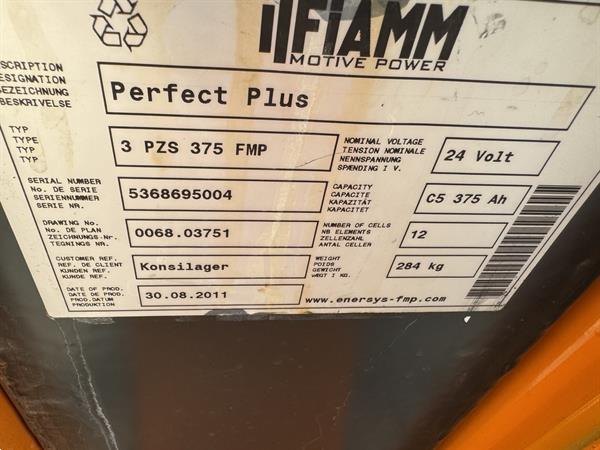 FIAMM
MOTIVE POWER
SCRIPTION
ESIGNATION
BEZEICHNUNG
BESKRIVELSE
Perfect Plus
TYP
TYPE
TYP
TYP
3 PZS 375 FMP
NOMINAL VOLTAGE
TENSION NOMINALE
NENNSPANNUNG
SPÆNDING I V.
24 Volt
SERIAL NUMBER
No. DE SERIE
SERIENNUMMER
SERIE NR.
5368695004
CAPACITY
CAPACITE
KAPAZITÄT
KAPACITET
C5 375 Ah
DRAWING No.
No. DE PLAN
ZEICHNUNGS-Nr.
TEGNINGS NR.
0068.03751
NUMBER OF CELLS
NB ELEMENTS
ZELLENZAHL
ANTAL CELLER
12
CUSTOMER REF.
REF. DE CLIENT
KUNDEN REF.
KUNDE REF.
Konsilager
WEIGHT
POIDS
GEWICHT
VÆGT I KG.
284 kg
DATE OF PROD.
DATE DE PROD.
PROD.DATUM
PRODUKTION
30.08.2011
www.enersys-fmp.com